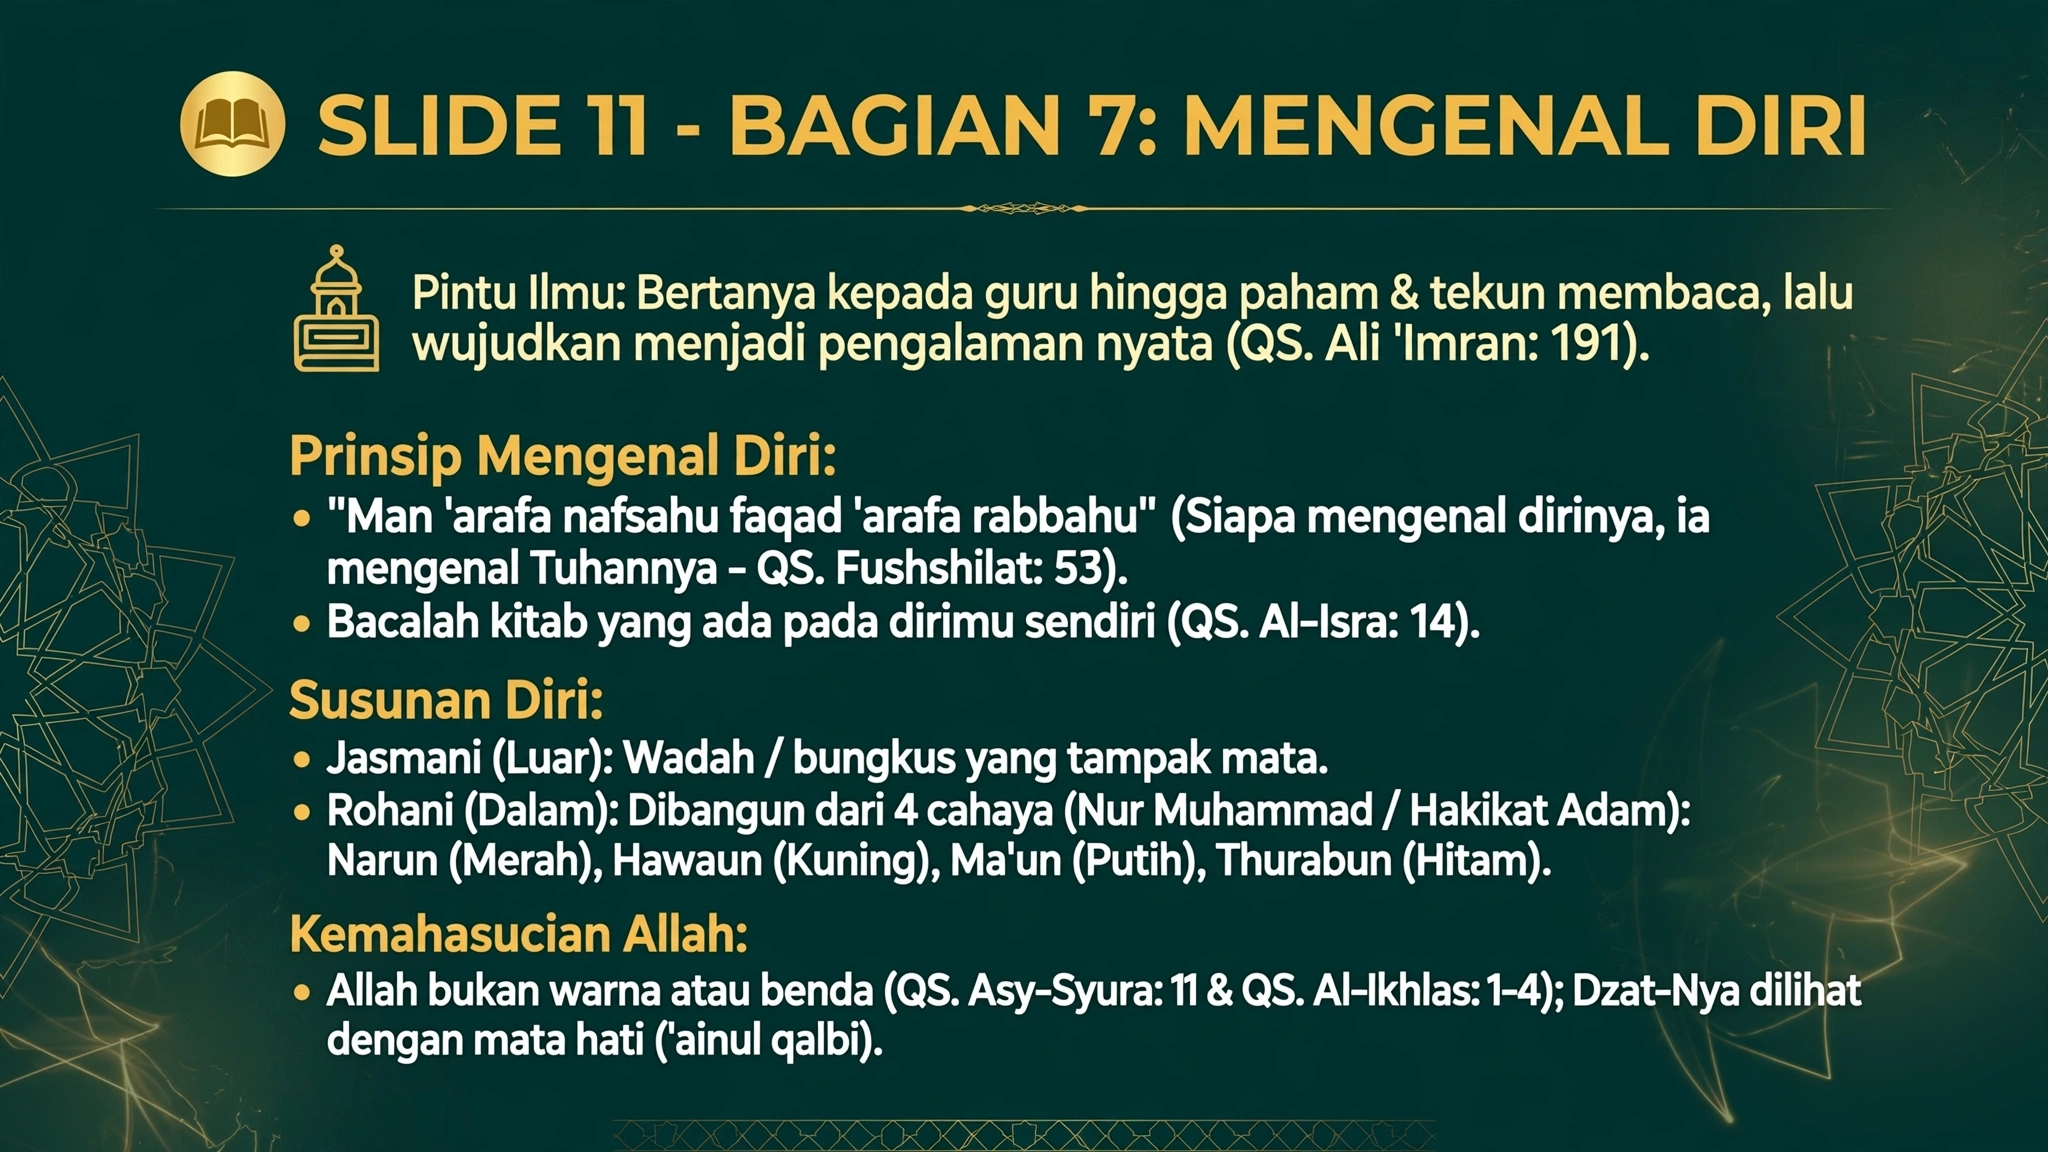 SLIDE 11 - BAGIAN 7: MENGENAL DIRI
Pintu Ilmu: Bertanya kepada guru hingga paham & tekun membaca, lalu
wujudkan menjadi pengalaman nyata (QS. Ali 'Imran: 191).
Prinsip Mengenal Diri:
• "Man 'arafa nafsahu faqad 'arafa rabbahu" (Siapa mengenal dirinya, ia
mengenal Tuhannya - QS. Fushshilat: 53).
• Bacalah kitab yang ada pada dirimu sendiri (QS. Al-Isra: 14).
Susunan Diri:
• Jasmani (Luar): Wadah / bungkus yang tampak mata.
• Rohani (Dalam): Dibangun dari 4 cahaya (Nur Muhammad / Hakikat Adam):
Narun (Merah), Hawaun (Kuning), Ma'un (Putih), Thurabun (Hitam).
Kemahasucian Allah:
• Allah bukan warna atau benda (QS. Asy-Syura: 11 & QS. Al-Ikhlas: 1-4); Dzat-Nya dilihat
dengan mata hati ('ainul qalbi).